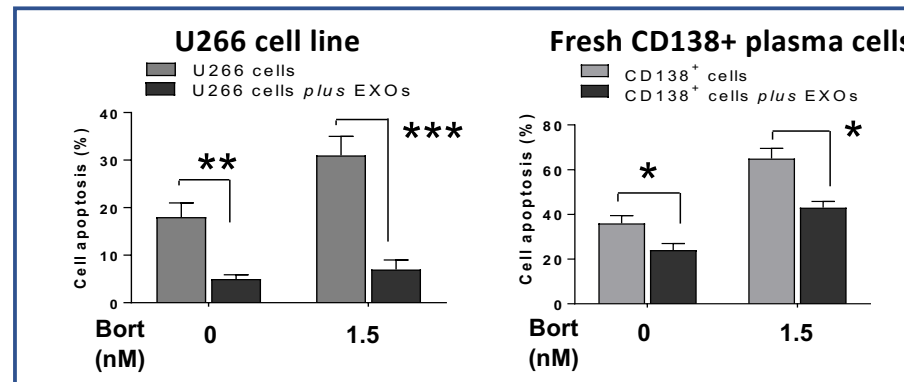 U266 cell line
U266 cells
U266 cells plus EXOs
Cell apoptosis (%)
40
30
20
10
0
**
***
Bort
(nM)
0
1.5
Fresh CD138+ plasma cells
CD138+ cells
CD138+ cells plus EXOs
Cell apoptosis (%)
80
60
40
20
0
*
*
Bort
(nM)
0
1.5